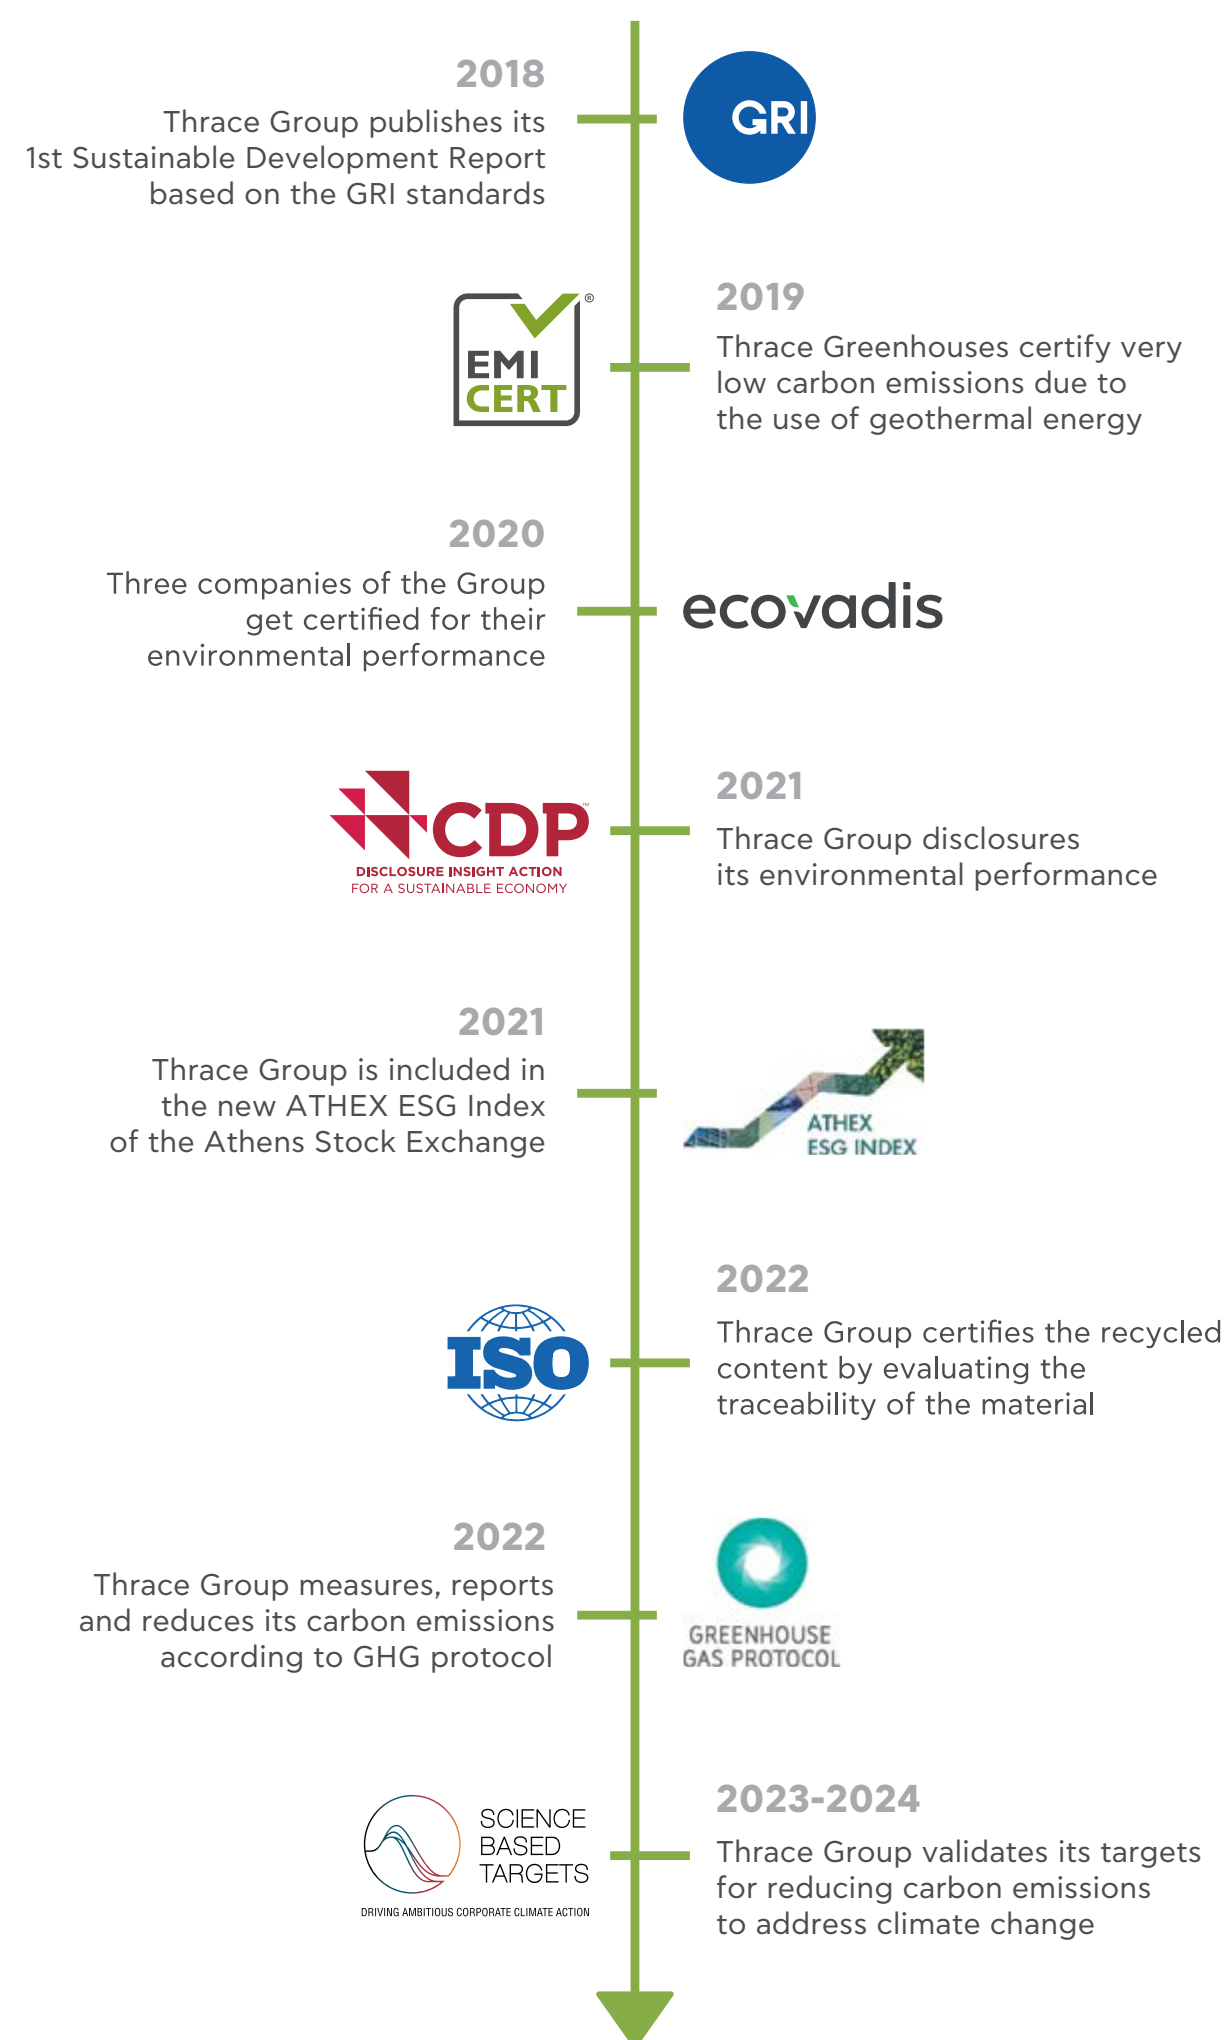 2018
Thrace Group publishes its
1st Sustainable Development Report
based on the GRI standards
GRI
EMI
CERT
®
2019
Thrace Greenhouses certify very
low carbon emissions due to
the use of geothermal energy
2020
Three companies of the Group
get certified for their
environmental performance
ecovadis
CDP
™
DISCLOSURE INSIGHT ACTION
FOR A SUSTAINABLE ECONOMY
2021
Thrace Group disclosures
its environmental performance
2021
Thrace Group is included in
the new ATHEX ESG Index
of the Athens Stock Exchange
ATHEX
ESG INDEX
ISO
2022
Thrace Group certifies the recycled
content by evaluating the
traceability of the material
2022
Thrace Group measures, reports
and reduces its carbon emissions
according to GHG protocol
GREENHOUSE
GAS PROTOCOL
SCIENCE
BASED
TARGETS
DRIVING AMBITIOUS CORPORATE CLIMATE ACTION
2023-2024
Thrace Group validates its targets
for reducing carbon emissions
to address climate change